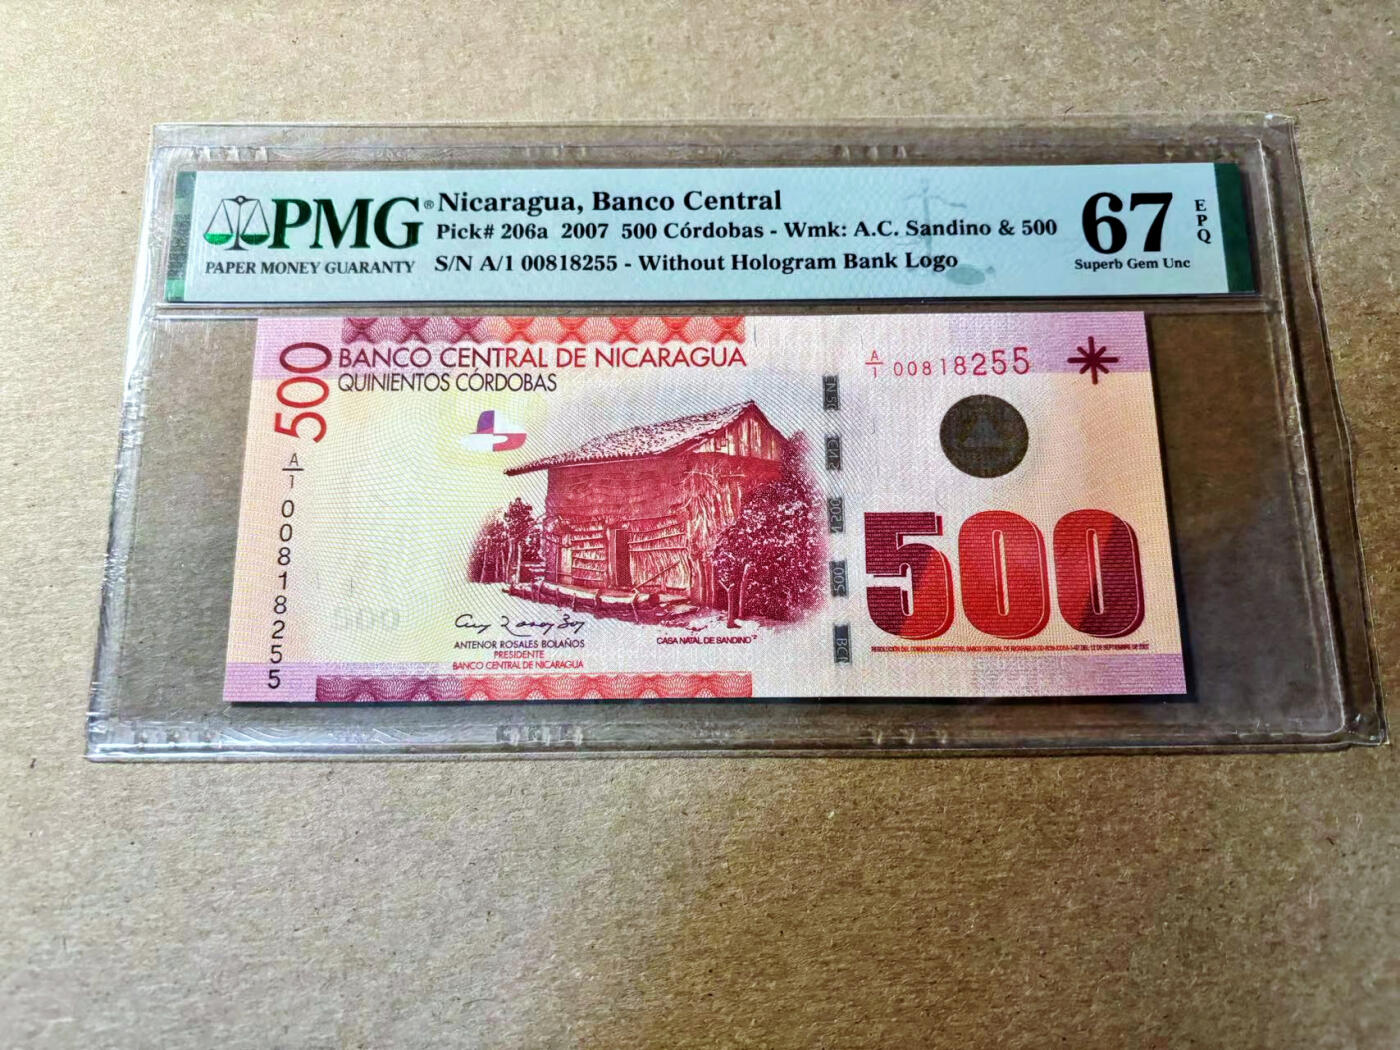 PMG®
PAPER MONEY GUARANTY
Nicaragua, Banco Central
Pick# 206a 2007 500 Córdobas - Wmk: A.C. Sandino & 500
S/N A/1 00818255 - Without Hologram Bank Logo
67
EPQ
Superb Gem Unc
500
BANCO CENTRAL DE NICARAGUA
QUINIENTOS CÓRDOBAS
A/1 00818255
A/1 00818255
500
500
500
CASA NATAL DE SANDINO
ANTENOR ROSALES BOLAÑOS
PRESIDENTE
BANCO CENTRAL DE NICARAGUA